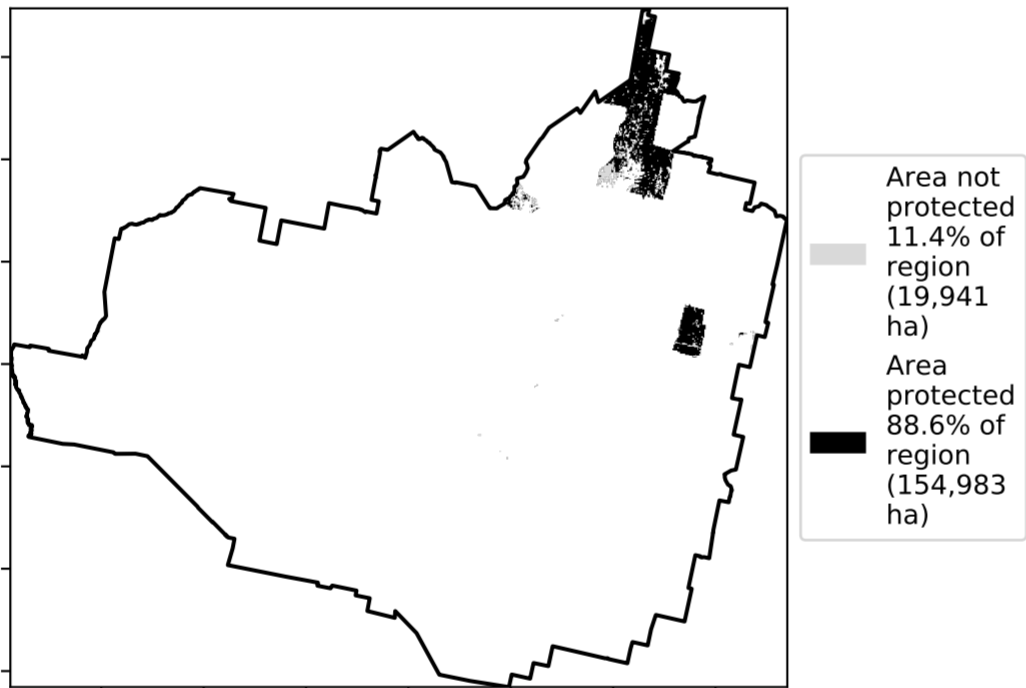 Area not
protected
11.4% of
region
(19,941
ha)
Area
protected
88.6% of
region
(154,983
ha)